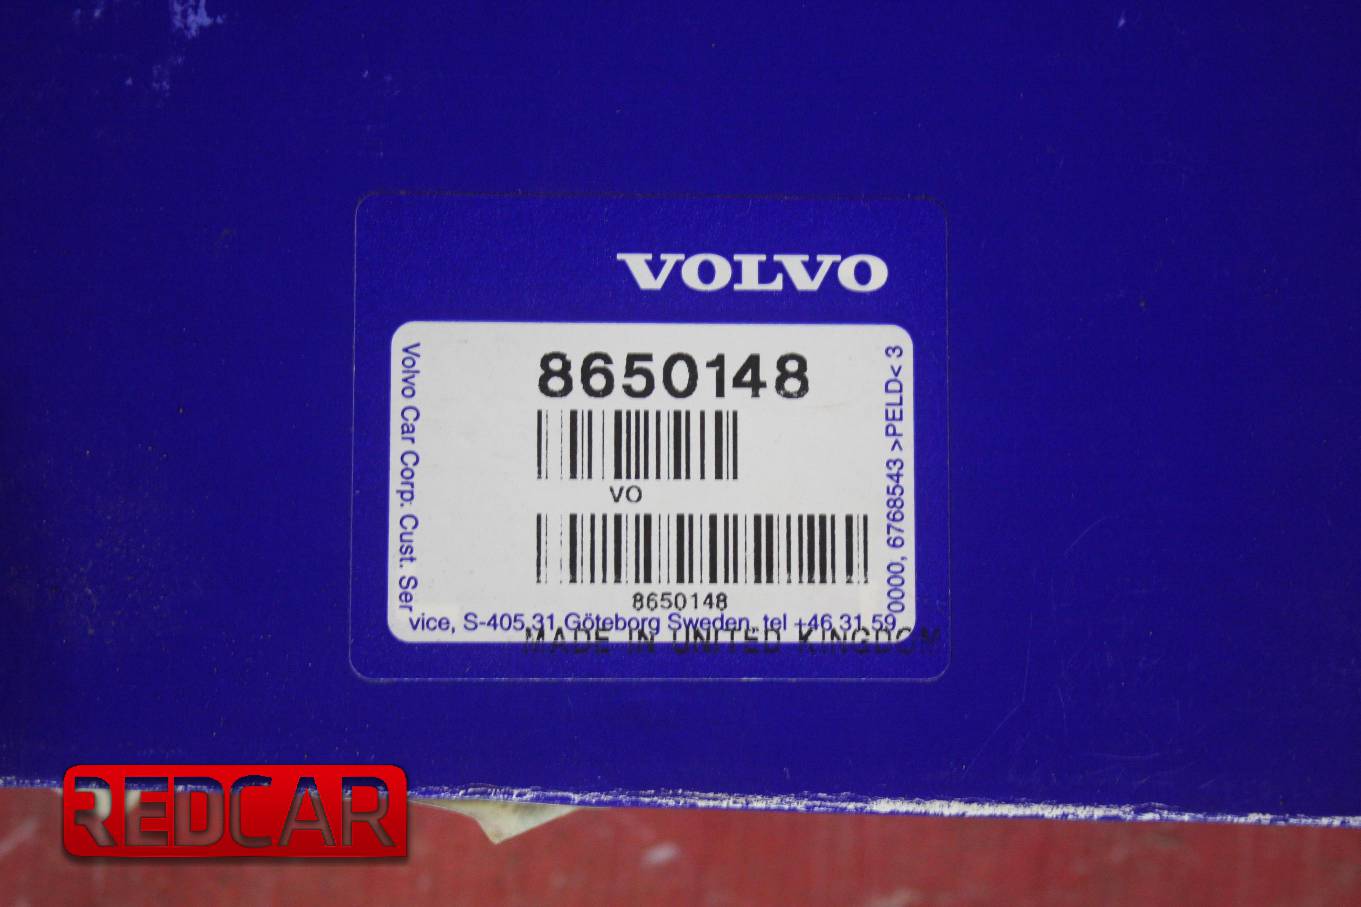 VOLVO
8650148
VO
8650148
Volvo Car Corp. Cust. Ser
vice, S-405 31 Göteborg Sweden, tel +46 31 59
0000, 6768543 >PELD< 3
MADE IN UNITED KINGDOM
REDCAR